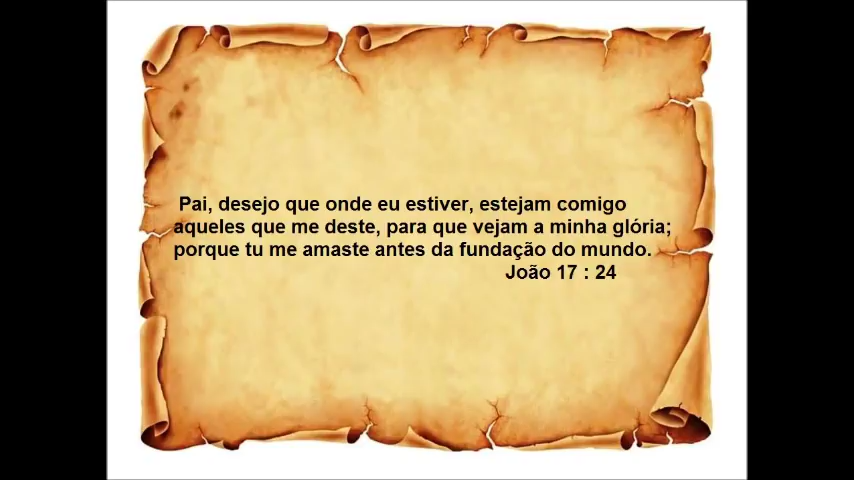 Pai, desejo que onde eu estiver, estejam comigo
aqueles que me deste, para que vejam a minha glória;
porque tu me amaste antes da fundação do mundo.
João 17 : 24